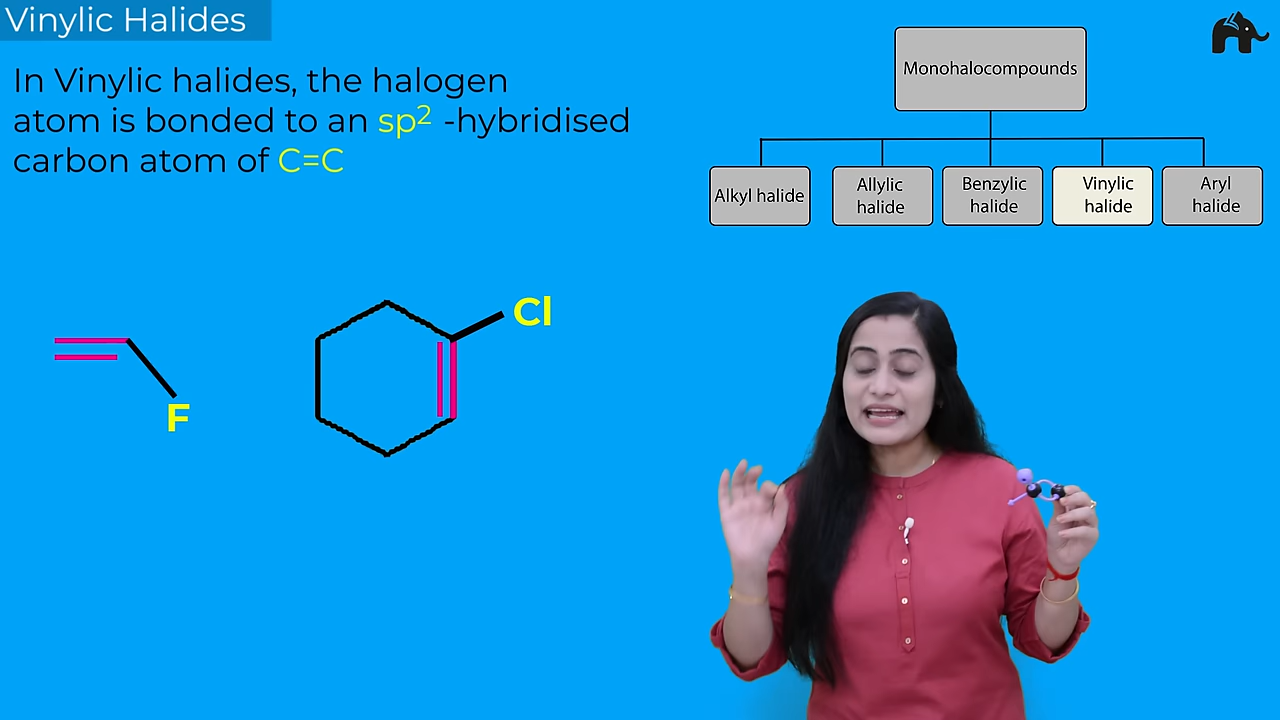 Vinylic Halides
In Vinylic halides, the halogen
atom is bonded to an sp² -hybridised
carbon atom of C=C
Monohalocompounds
Alkyl halide
Allylic
halide
Benzylic
halide
Vinylic
halide
Aryl
halide
Cl
F